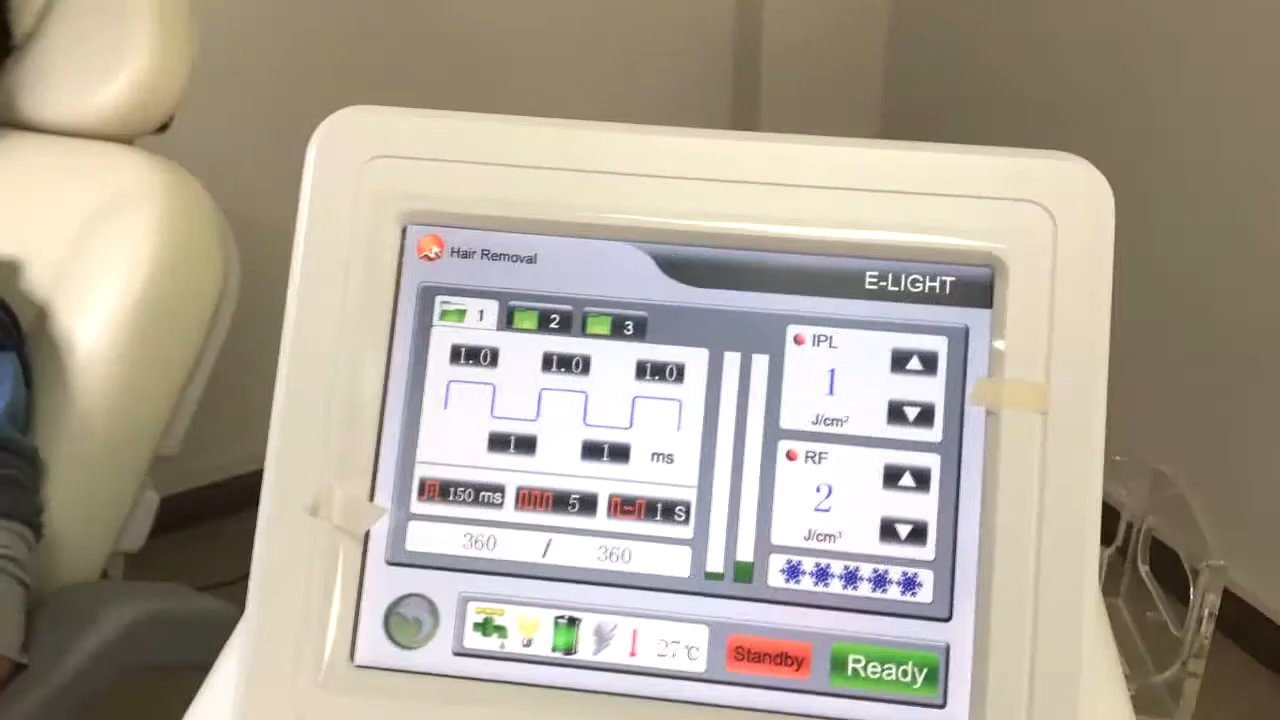 Hair Removal
E-LIGHT
1 2 3
1.0 1.0 1.0
1 1 ms
150 ms 5 1 S
360 / 360
IPL
1
J/cm²
RF
2
J/cm³
27℃
Standby
Ready